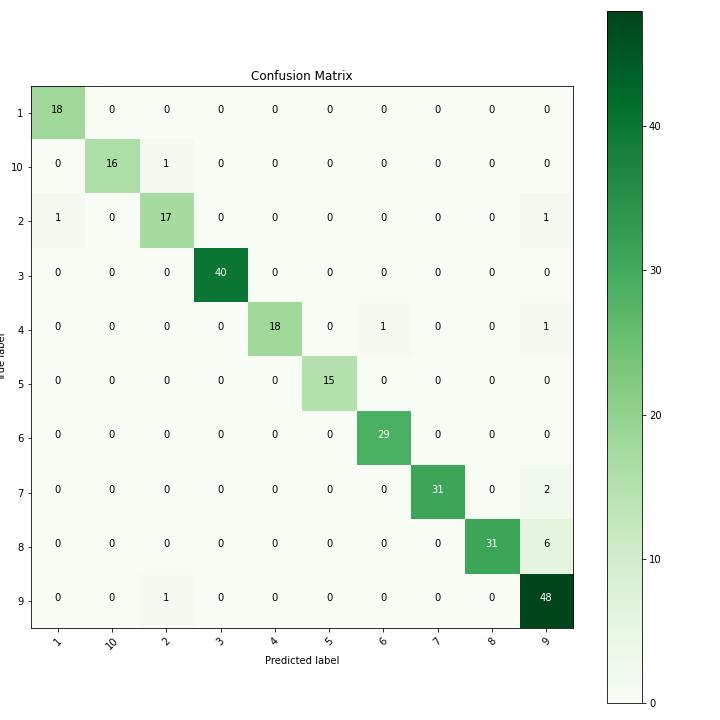 Confusion Matrix
1 18 0 0 0 0 0 0 0 0 0
10 0 16 1 0 0 0 0 0 0 0
2 1 0 17 0 0 0 0 0 0 1
3 0 0 0 40 0 0 0 0 0 0
4 0 0 0 0 18 0 1 0 0 1
5 0 0 0 0 0 15 0 0 0 0
6 0 0 0 0 0 0 29 0 0 0
7 0 0 0 0 0 0 0 31 0 2
8 0 0 0 0 0 0 0 0 31 6
9 0 0 1 0 0 0 0 0 0 48
1 10 2 3 4 5 6 7 8 9
Predicted label
True label
40
30
20
10
0